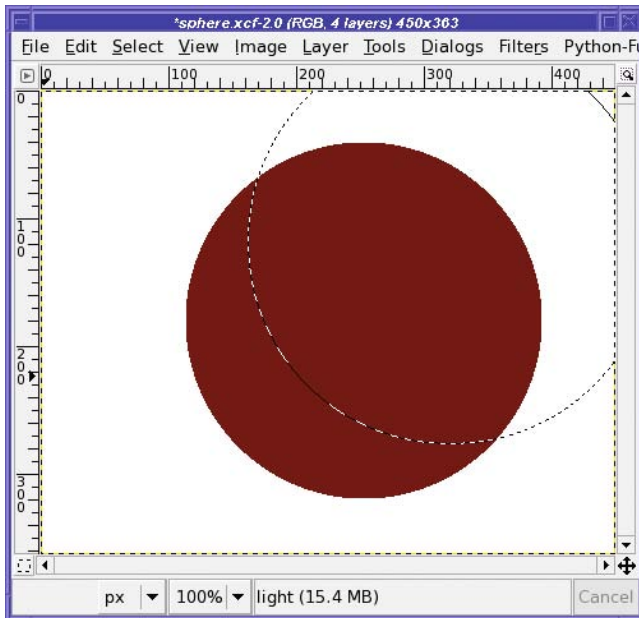 *sphere.xcf-2.0 (RGB, 4 layers) 450x363
File Edit Select View Image Layer Tools Dialogs Filters Python-Fu
0 100 200 300 400
0
100
200
300
px 100% light (15.4 MB) Cancel